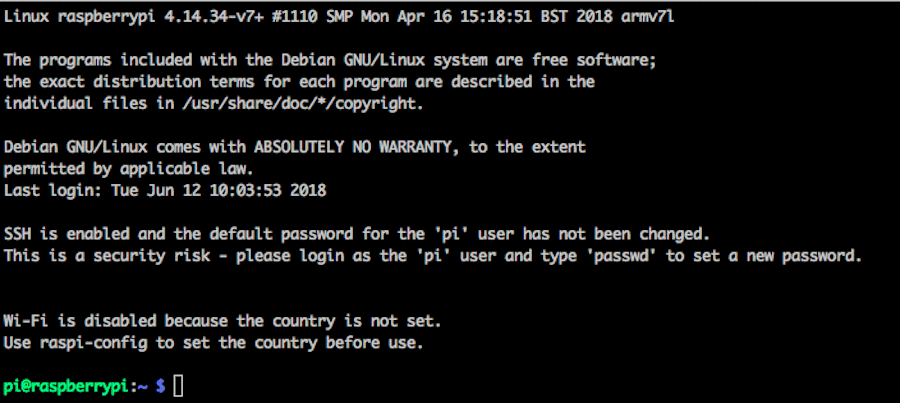 Linux raspberrypi 4.14.34-v7+ #1110 SMP Mon Apr 16 15:18:51 BST 2018 armv7l
The programs included with the Debian GNU/Linux system are free software;
the exact distribution terms for each program are described in the
individual files in /usr/share/doc/*/copyright.
Debian GNU/Linux comes with ABSOLUTELY NO WARRANTY, to the extent
permitted by applicable law.
Last login: Tue Jun 12 10:03:53 2018
SSH is enabled and the default password for the 'pi' user has not been changed.
This is a security risk - please login as the 'pi' user and type 'passwd' to set a new password.
Wi-Fi is disabled because the country is not set.
Use raspi-config to set the country before use.
pi@raspberrypi:~ $